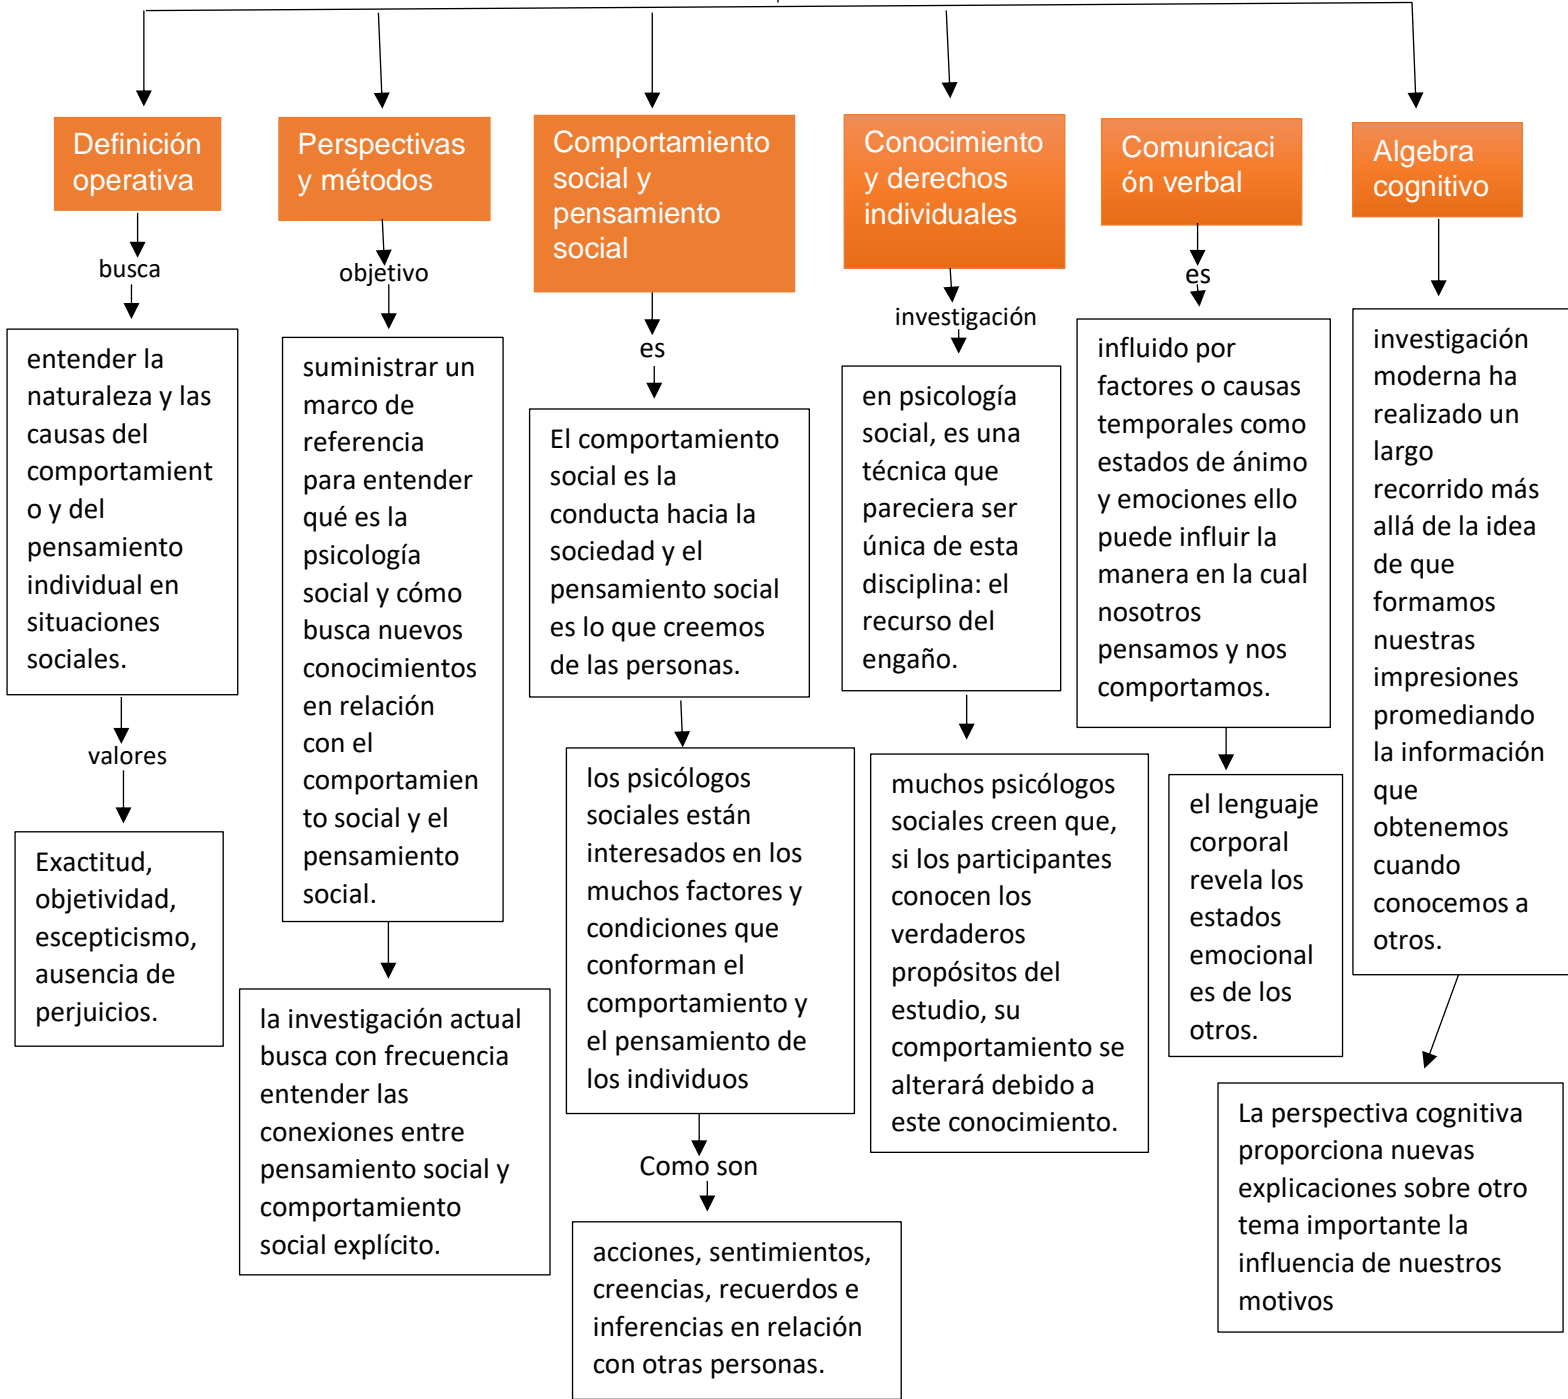 Definición
operativa
busca
entender la
naturaleza y las
causas del
comportamient
o y del
pensamiento
individual en
situaciones
sociales.
valores
Exactitud,
objetividad,
escepticismo,
ausencia de
perjuicios.
Perspectivas
y métodos
objetivo
suministrar un
marco de
referencia
para entender
qué es la
psicología
social y cómo
busca nuevos
conocimientos
en relación
con el
comportamien
to social y el
pensamiento
social.
la investigación actual
busca con frecuencia
entender las
conexiones entre
pensamiento social y
comportamiento
social explícito.
Comportamiento
social y
pensamiento
social
es
El comportamiento
social es la
conducta hacia la
sociedad y el
pensamiento social
es lo que creemos
de las personas.
los psicólogos
sociales están
interesados en los
muchos factores y
condiciones que
conforman el
comportamiento y
el pensamiento de
los individuos
Como son
acciones, sentimientos,
creencias, recuerdos e
inferencias en relación
con otras personas.
Conocimiento
y derechos
individuales
investigación
en psicología
social, es una
técnica que
pareciera ser
única de esta
disciplina: el
recurso del
engaño.
muchos psicólogos
sociales creen que,
si los participantes
conocen los
verdaderos
propósitos del
estudio, su
comportamiento se
alterará debido a
este conocimiento.
Comunicaci
ón verbal
es
influido por
factores o causas
temporales como
estados de ánimo
y emociones ello
puede influir la
manera en la cual
nosotros
pensamos y nos
comportamos.
el lenguaje
corporal
revela los
estados
emocional
es de los
otros.
Algebra
cognitivo
investigación
moderna ha
realizado un
largo
recorrido más
allá de la idea
de que
formamos
nuestras
impresiones
promediando
la información
que
obtenemos
cuando
conocemos a
otros.
La perspectiva cognitiva
proporciona nuevas
explicaciones sobre otro
tema importante la
influencia de nuestros
motivos